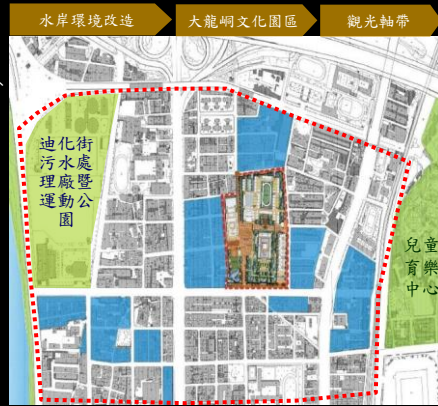 水岸環境改造
大龍峒文化園區
觀光軸帶
迪化街
污水處
理廠暨
運動公
園
兒童
育樂
中心